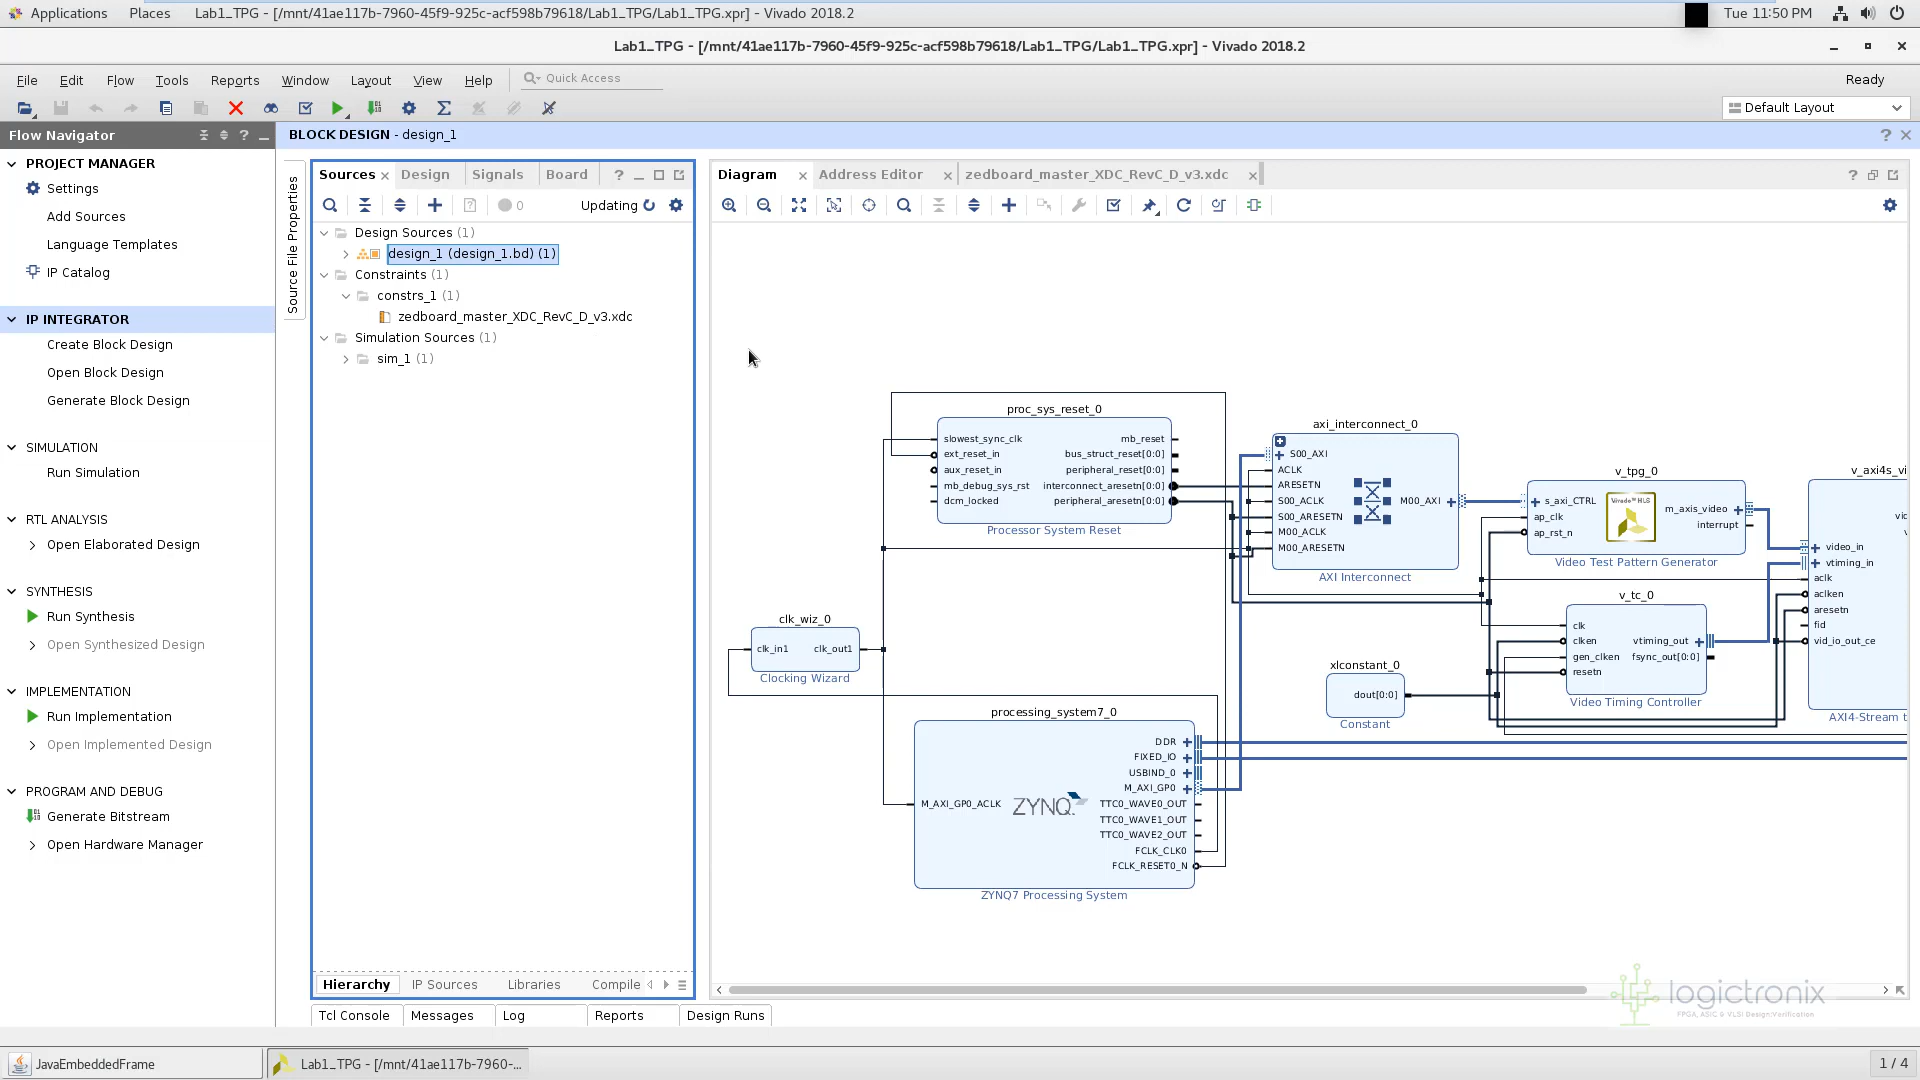 Applications Places Lab1_TPG - [/mnt/41ae117b-7960-45f9-925c-acf598b79618/Lab1_TPG/Lab1_TPG.xpr] - Vivado 2018.2 Tue 11:50 PM
Lab1_TPG - [/mnt/41ae117b-7960-45f9-925c-acf598b79618/Lab1_TPG/Lab1_TPG.xpr] - Vivado 2018.2
File Edit Flow Tools Reports Window Layout View Help Quick Access Ready
Default Layout
Flow Navigator
PROJECT MANAGER
Settings
Add Sources
Language Templates
IP Catalog
IP INTEGRATOR
Create Block Design
Open Block Design
Generate Block Design
SIMULATION
Run Simulation
RTL ANALYSIS
Open Elaborated Design
SYNTHESIS
Run Synthesis
Open Synthesized Design
IMPLEMENTATION
Run Implementation
Open Implemented Design
PROGRAM AND DEBUG
Generate Bitstream
Open Hardware Manager
BLOCK DESIGN - design_1
Source File Properties
Sources Design Signals Board
0 Updating
Design Sources (1)
design_1 (design_1.bd) (1)
Constraints (1)
constrs_1 (1)
zedboard_master_XDC_RevC_D_v3.xdc
Simulation Sources (1)
sim_1 (1)
Hierarchy IP Sources Libraries Compile
Diagram Address Editor zedboard_master_XDC_RevC_D_v3.xdc
proc_sys_reset_0
slowest_sync_clk mb_reset
ext_reset_in bus_struct_reset[0:0]
aux_reset_in peripheral_reset[0:0]
mb_debug_sys_rst interconnect_aresetn[0:0]
dcm_locked peripheral_aresetn[0:0]
Processor System Reset
axi_interconnect_0
S00_AXI
ACLK
ARESETN
S00_ACLK M00_AXI
S00_ARESETN
M00_ACLK
M00_ARESETN
AXI Interconnect
v_tpg_0
s_axi_CTRL
ap_clk
ap_rst_n
Vivado™ HLS
m_axis_video
interrupt
Video Test Pattern Generator
v_axi4s_vi
vic
v
video_in
vtiming_in
aclk
aclken
aresetn
fid
vid_io_out_ce
AXI4-Stream t
v_tc_0
clk
clken vtiming_out
gen_clken fsync_out[0:0]
resetn
Video Timing Controller
clk_wiz_0
clk_in1 clk_out1
Clocking Wizard
xlconstant_0
dout[0:0]
Constant
processing_system7_0
DDR
FIXED_IO
USBIND_0
M_AXI_GP0
M_AXI_GP0_ACLK ZYNQ TTC0_WAVE0_OUT
TTC0_WAVE1_OUT
TTC0_WAVE2_OUT
FCLK_CLK0
FCLK_RESET0_N
ZYNQ7 Processing System
logictronix
FPGA, ASIC & VLSI Design:Verification
Tcl Console Messages Log Reports Design Runs
JavaEmbeddedFrame Lab1_TPG - [/mnt/41ae117b-7960-... 1 / 4